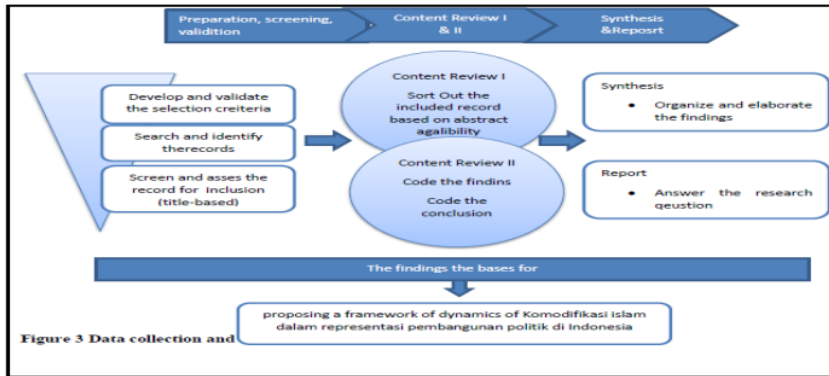 Preparation, screening,
validition
Content Review I
& II
Synthesis
&Reposrt
Develop and validate
the selection creiteria
Search and identify
therecords
Screen and asses the
record for inclusion
(title-based)
Content Review I
Sort Out the
included record
based on abstract
agalibility
Content Review II
Code the findins
Code the
conclusion
Synthesis
• Organize and elaborate
the findings
Report
• Answer the research
qeustion
The findings the bases for
proposing a framework of dynamics of Komodifikasi islam
dalam representasi pembangunan politik di Indonesia
Figure 3 Data collection and